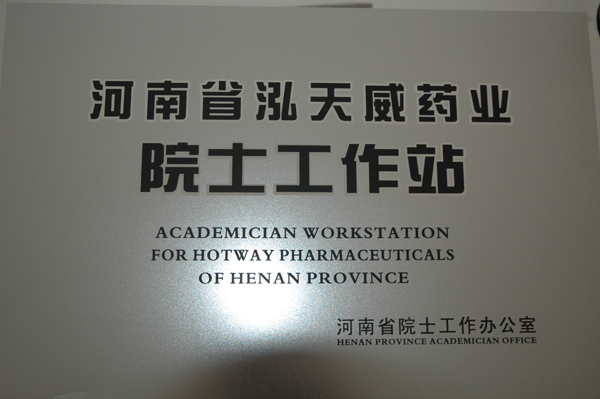 河南省泓天威药业
院士工作站
ACADEMICIAN WORKSTATION
FOR HOTWAY PHARMACEUTICALS
OF HENAN PROVINCE
河南省院士工作办公室
HENAN PROVINCE ACADEMICIAN OFFICE